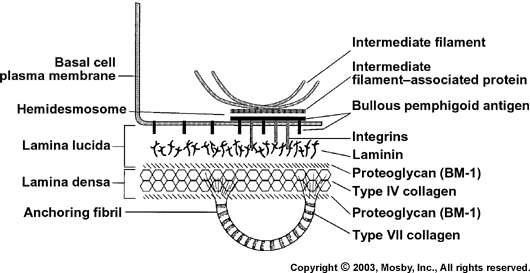 Intermediate filament
Basal cell
plasma membrane
Intermediate
filament–associated protein
Hemidesmosome
Bullous pemphigoid antigen
Integrins
Lamina lucida
Laminin
Proteoglycan (BM-1)
Lamina densa
Type IV collagen
Anchoring fibril
Proteoglycan (BM-1)
Type VII collagen
Copyright © 2003, Mosby, Inc., All rights reserved.